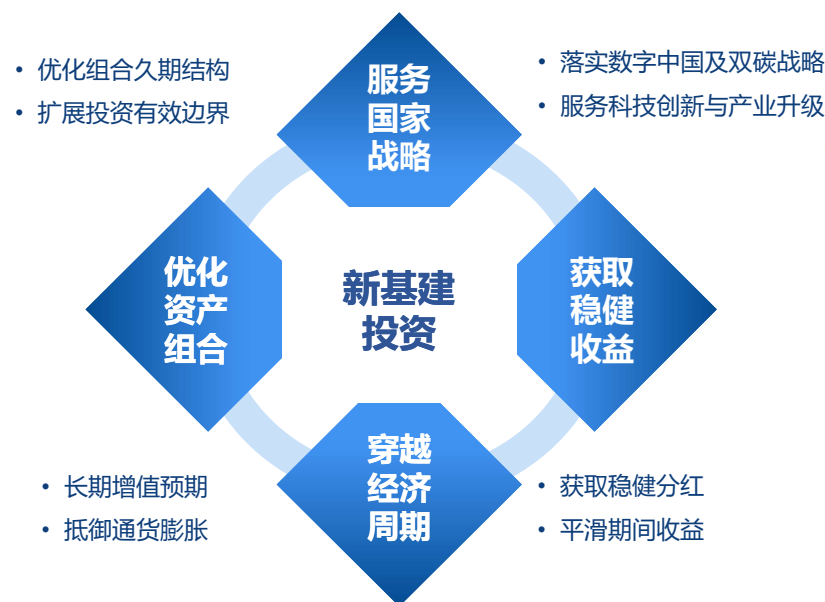 • 优化组合久期结构
• 扩展投资有效边界
服务
国家
战略
• 落实数字中国及双碳战略
• 服务科技创新与产业升级
优化
资产
组合
新基建
投资
获取
稳健
收益
• 长期增值预期
• 抵御通货膨胀
穿越
经济
周期
• 获取稳健分红
• 平滑期间收益